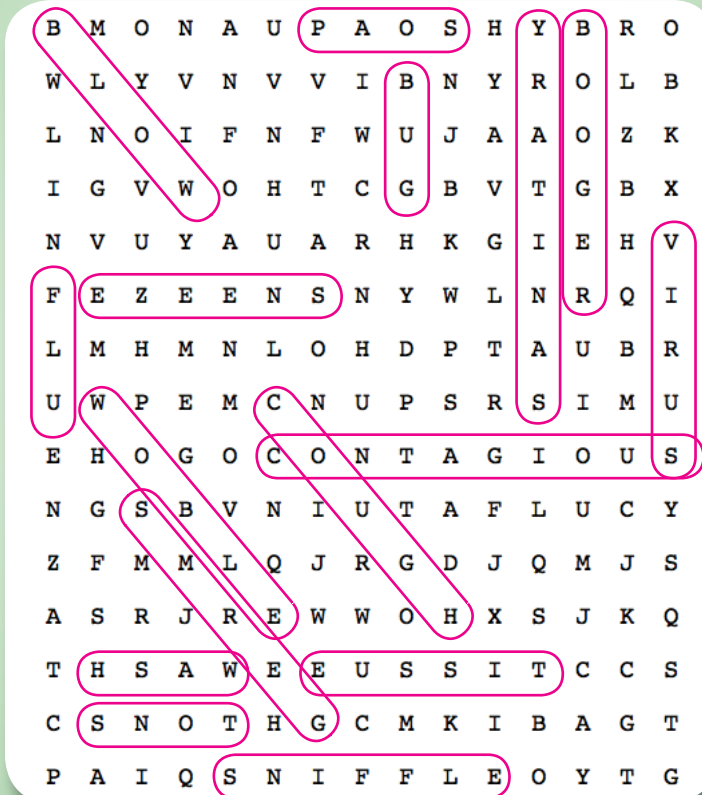 B M O N A U P A O S H Y B R O
W L Y V N V V I B N Y R O L B
L N O I F N F W U J A A O Z K
I G V W O H T C G B V T G B X
N V U Y A U A R H K G I E H V
F E Z E E N S N Y W L N R Q I
L M H M N L O H D P T A U B R
U W P E M C N U P S R S I M U
E H O G O C O N T A G I O U S
N G S B V N I U T A F L U C Y
Z F M M L Q J R G D J Q M J S
A S R J R E W W O H X S J K Q
T H S A W E E U S S I T C C S
C S N O T H G C M K I B A G T
P A I Q S N I F F L E O Y T G